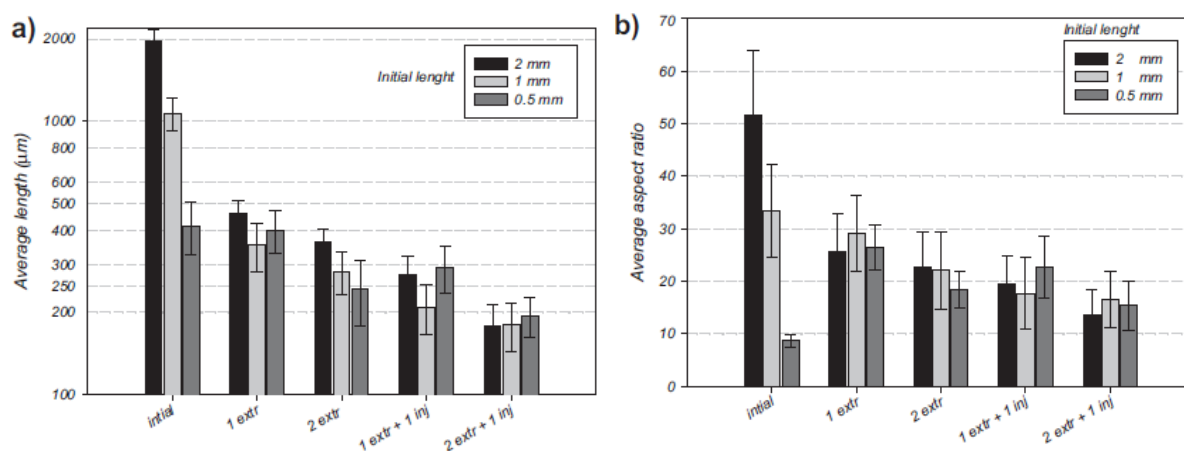 a)
Average length (µm)
2000
1000
800
600
500
400
300
250
200
100
Initial lenght
2 mm
1 mm
0.5 mm
intial
1 extr
2 extr
1 extr + 1 inj
2 extr + 1 inj
b)
Average aspect ratio
70
60
50
40
30
20
10
0
Initial lenght
2 mm
1 mm
0.5 mm
intial
1 extr
2 extr
1 extr + 1 inj
2 extr + 1 inj